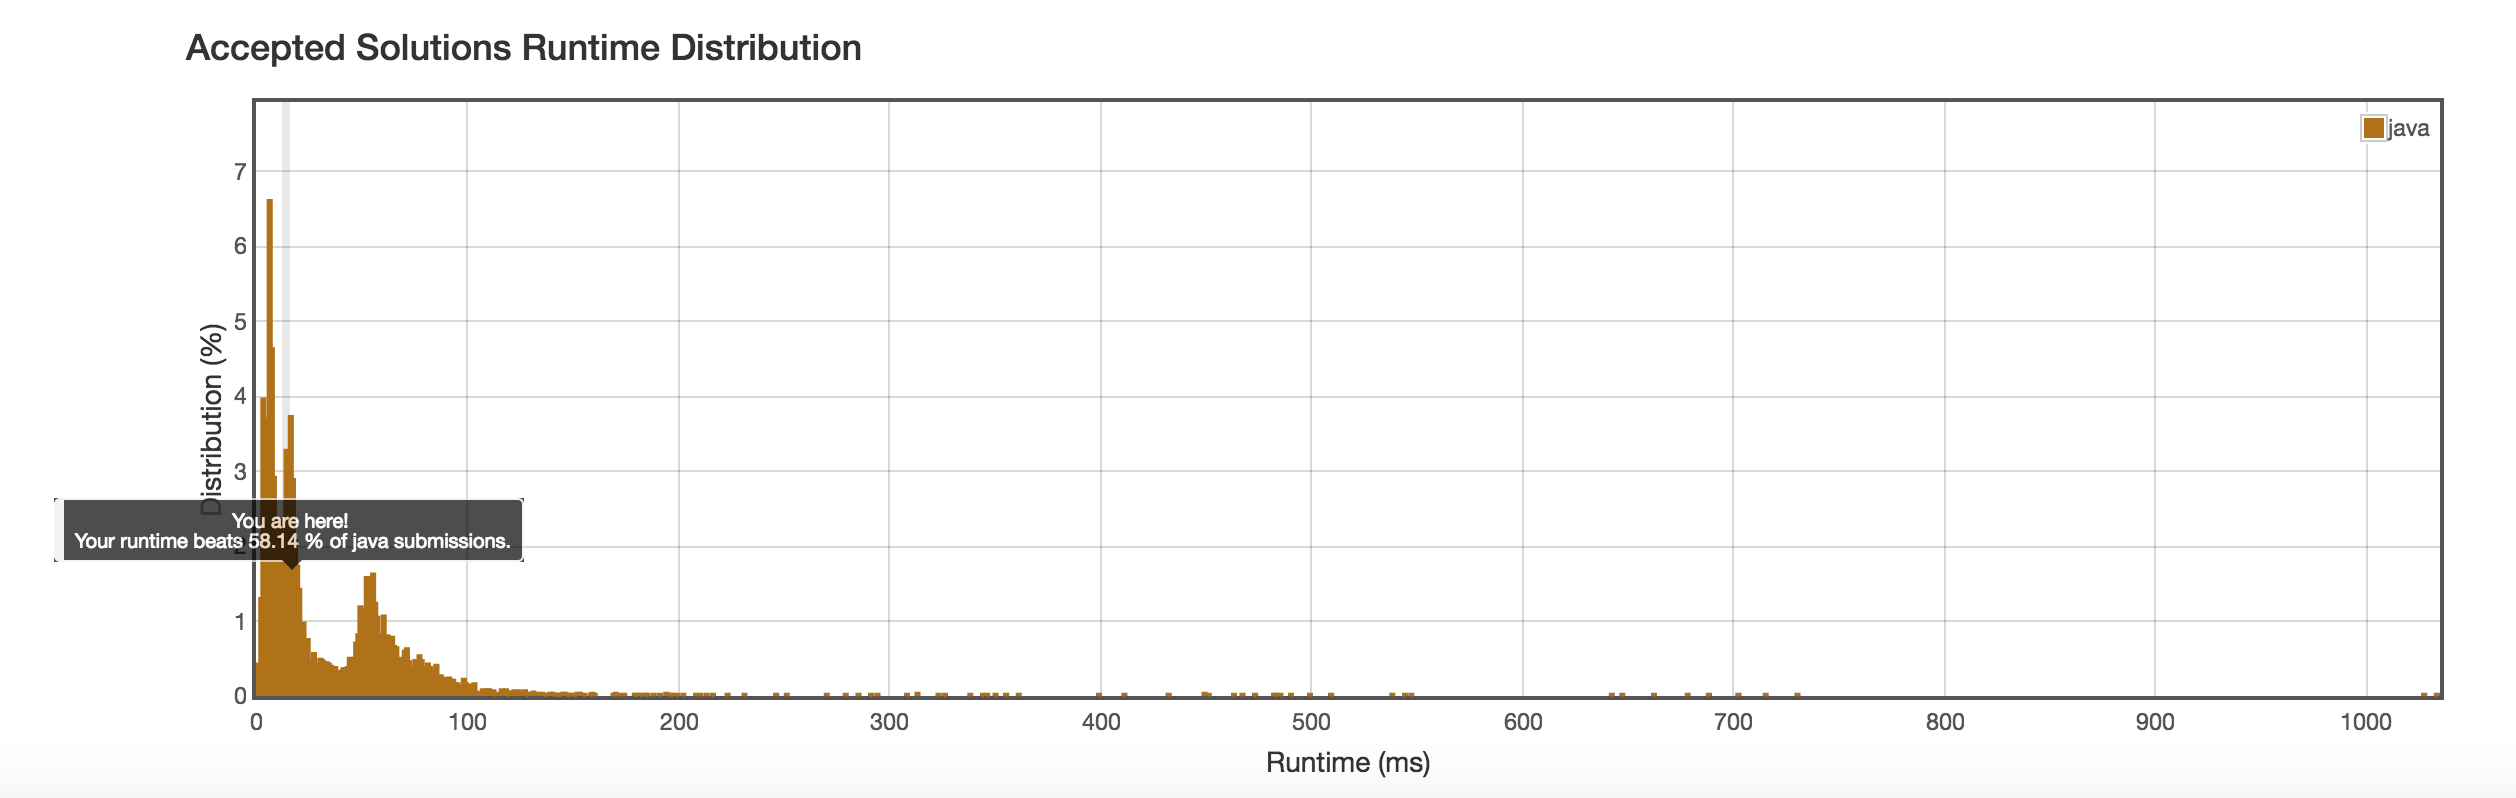 Accepted Solutions Runtime Distribution
java
Distribution (%)
7
6
5
4
3
2
1
0
You are here!
Your runtime beats 58.14 % of java submissions.
0 100 200 300 400 500 600 700 800 900 1000
Runtime (ms)